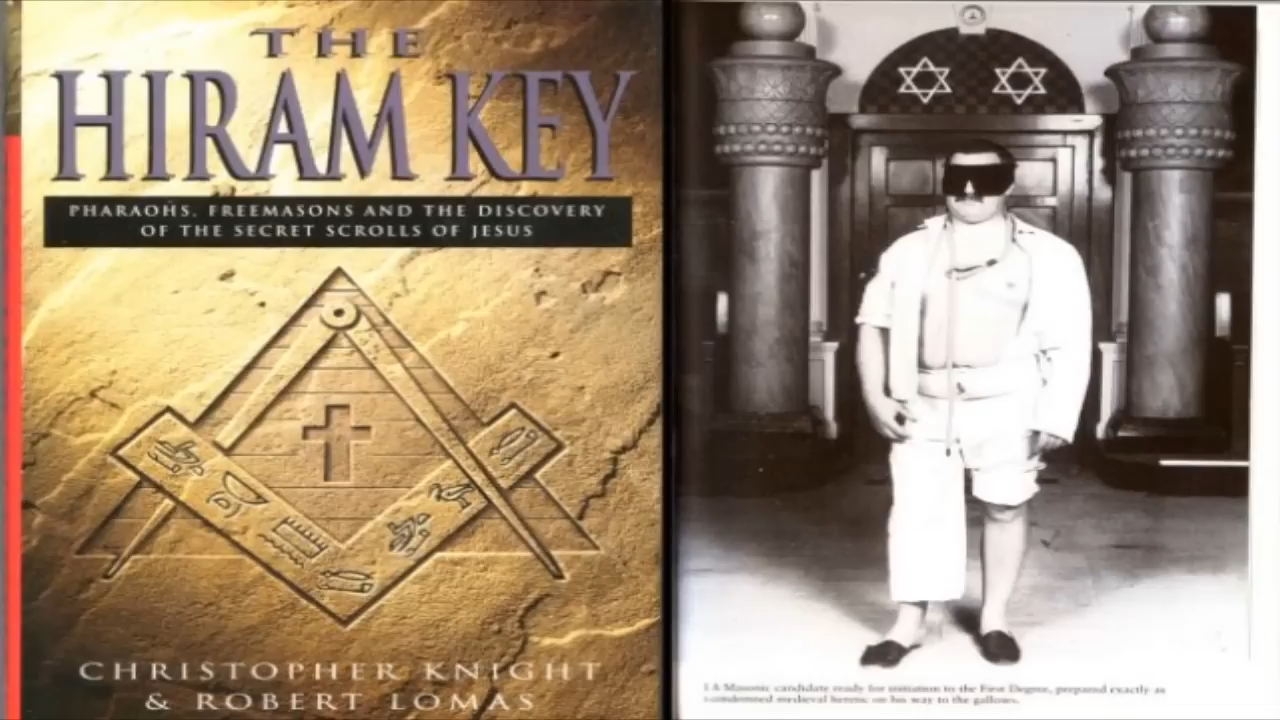 THE
HIRAM KEY
PHARAOHS, FREEMASONS AND THE DISCOVERY
OF THE SECRET SCROLLS OF JESUS
CHRISTOPHER KNIGHT
& ROBERT LOMAS
1 A Masonic candidate ready for initiation to the First Degree, prepared exactly as
condemned medieval heretic on his way to the gallows.